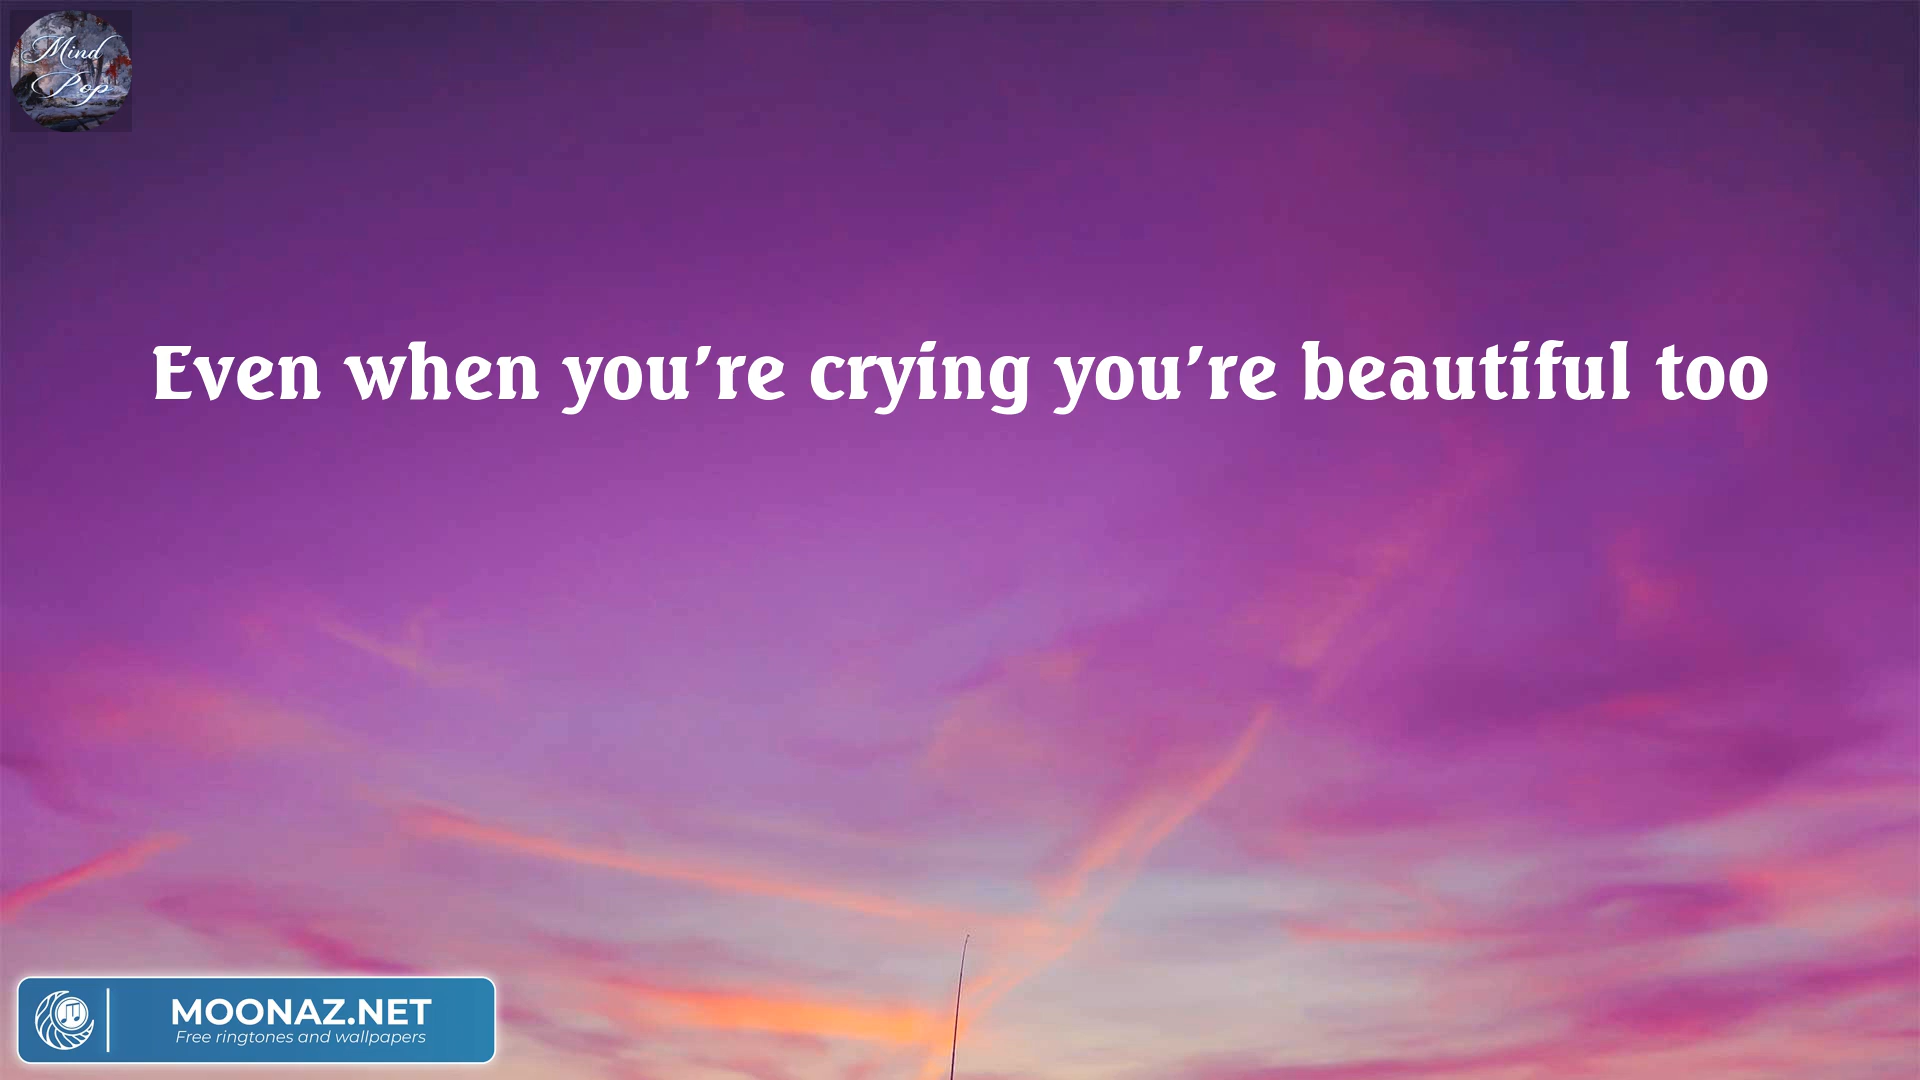 Mind
Pop
Even when you're crying you're beautiful too
MOONAZ.NET
Free ringtones and wallpapers